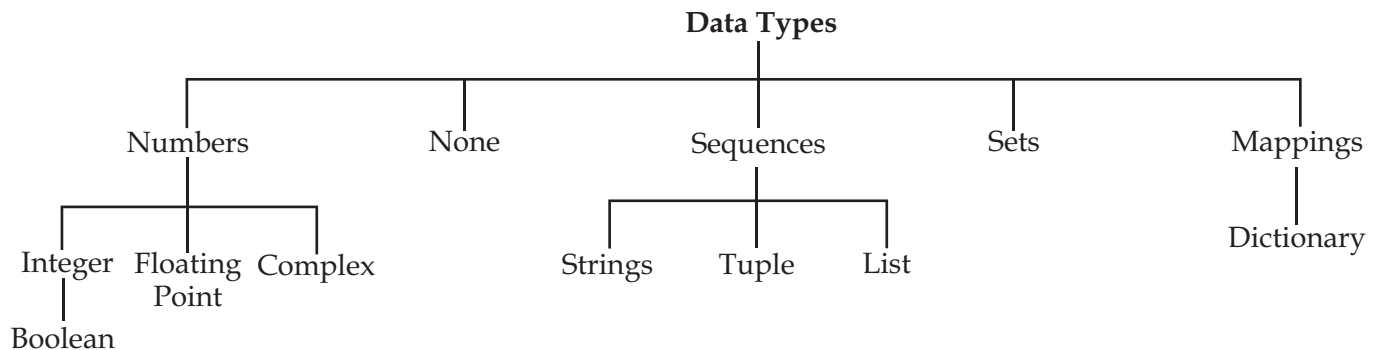 Data Types
Numbers None Sequences Sets Mappings
Integer Floating Point Complex Strings Tuple List Dictionary
Boolean